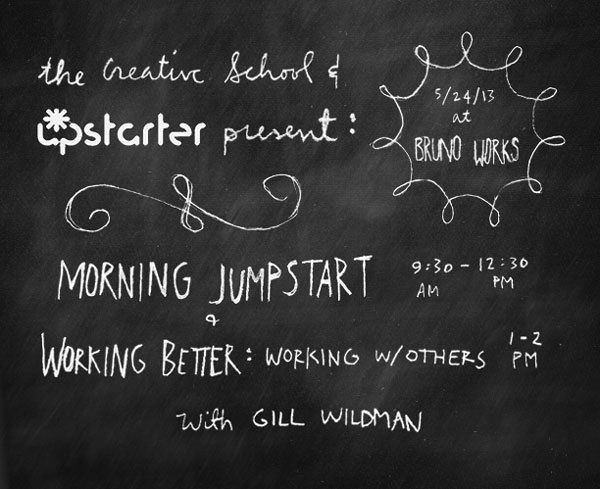 the Creative School &
upstarter present:
5/24/13
at
BRUNO WORKS
MORNING JUMPSTART 9:30 - 12:30
AM PM
&
WORKING BETTER: WORKING W/OTHERS 1-2
PM
with GILL WILDMAN